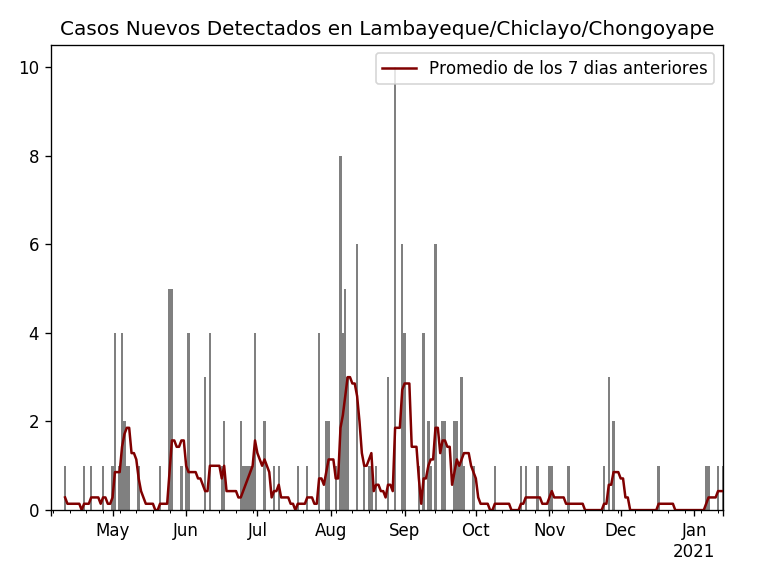 Casos Nuevos Detectados en Lambayeque/Chiclayo/Chongoyape
Promedio de los 7 dias anteriores
10
8
6
4
2
0
May Jun Jul Aug Sep Oct Nov Dec Jan
2021